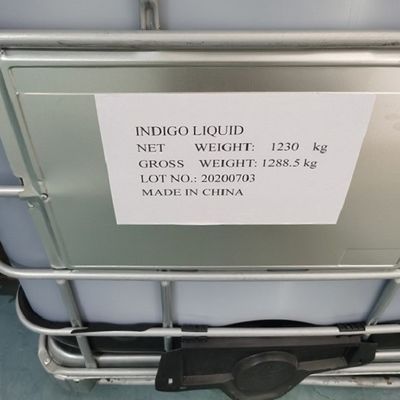 INDIGO LIQUID
NET WEIGHT: 1230 kg
GROSS WEIGHT: 1288.5 kg
LOT NO.: 20200703
MADE IN CHINA